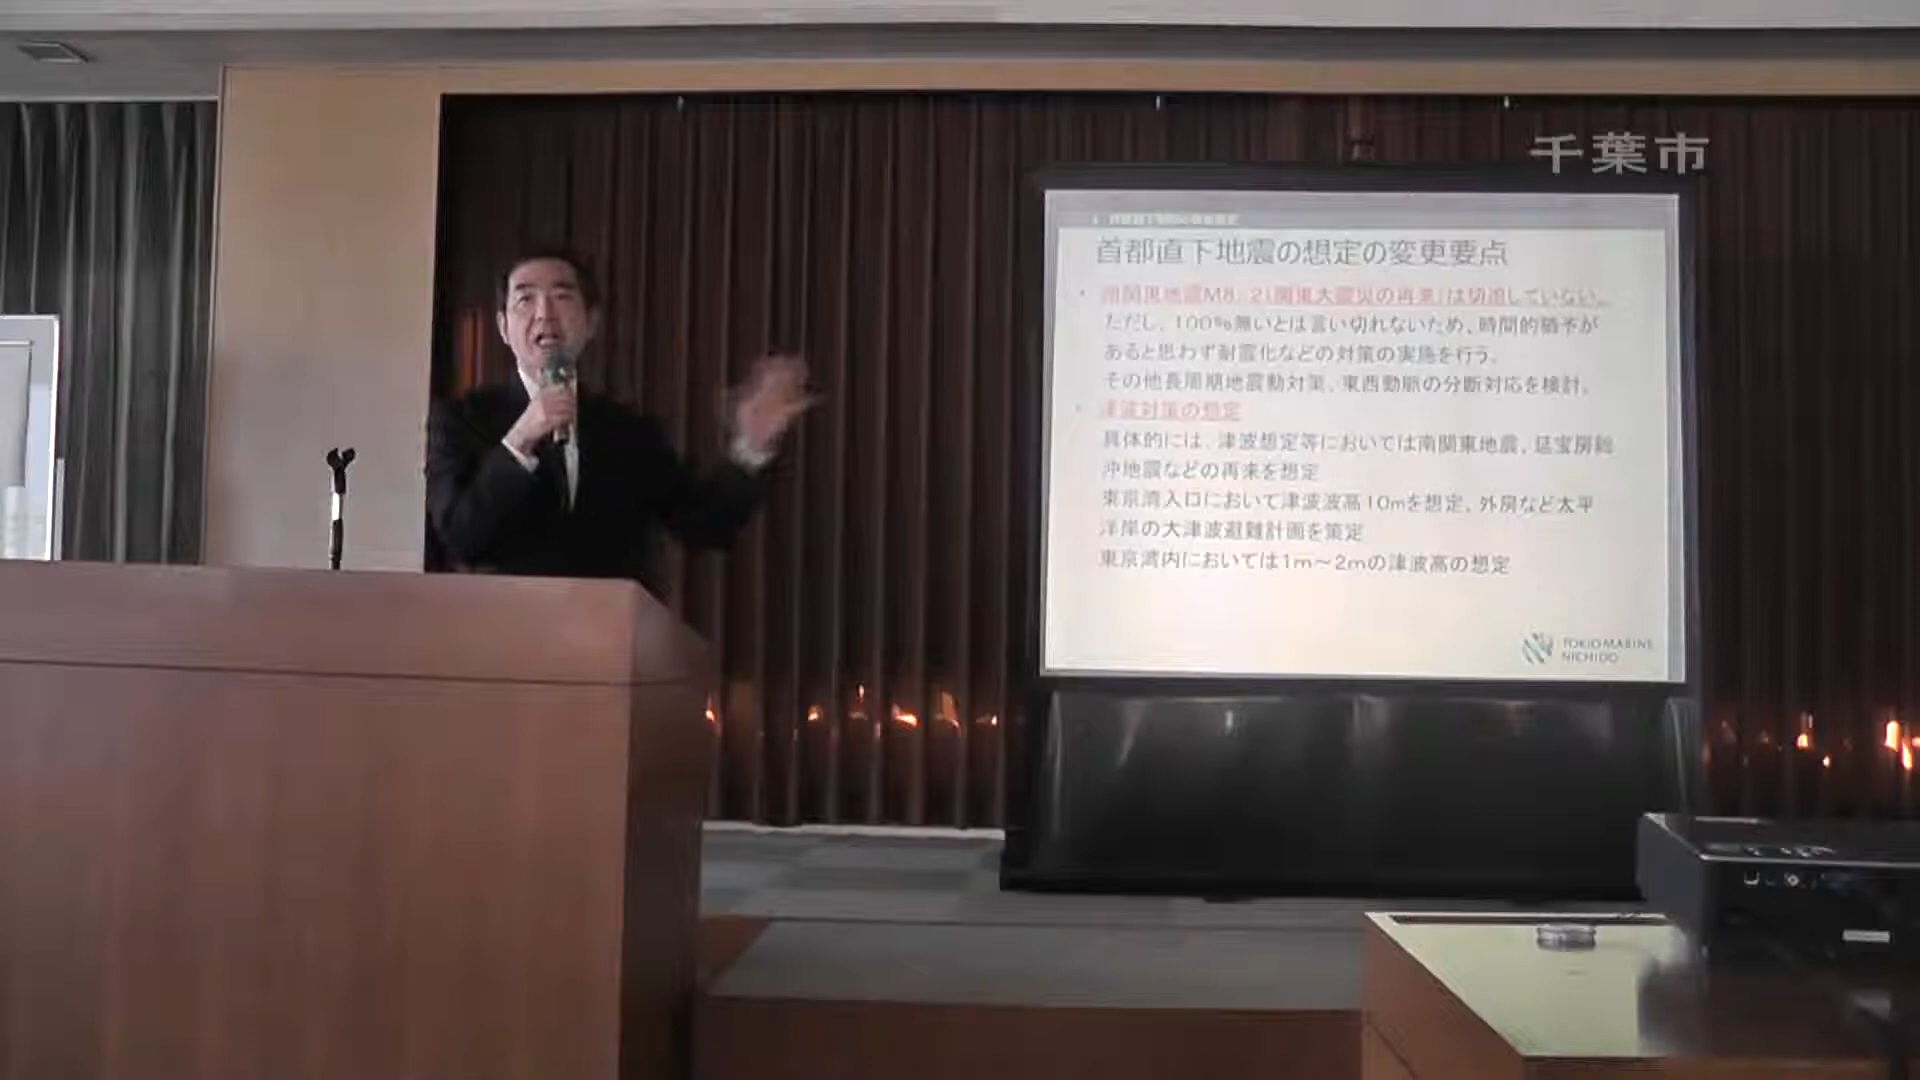 千葉市
首都直下地震の想定の変更要点
・南関東地震M8.2(関東大震災の再来)は切迫していない。
ただし、100%無いとは言い切れないため、時間的猶予が
あると思わず耐震化などの対策の実施を行う。
その他長周期地震動対策、東西動脈の分断対応を検討。
・津波対策の想定
具体的には、津波想定等においては南関東地震、延宝房総
沖地震などの再来を想定
東京湾入口において津波波高10mを想定、外房など太平
洋岸の大津波避難計画を策定
東京湾内においては1m～2mの津波高の想定
TOKIO MARINE
NICHIDO